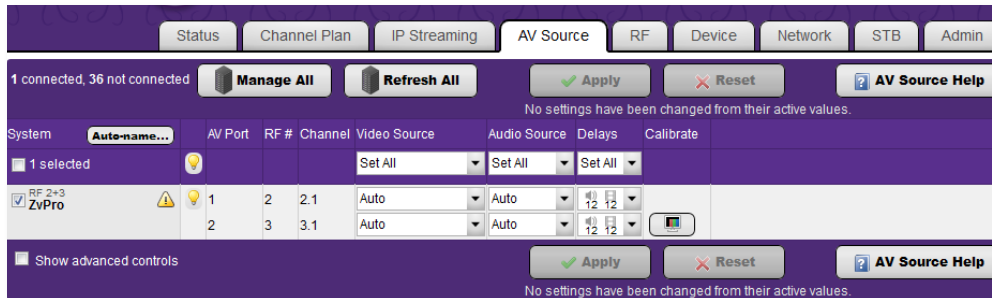 Status Channel Plan IP Streaming AV Source RF Device Network STB Admin
1 connected, 36 not connected Manage All Refresh All Apply Reset AV Source Help
No settings have been changed from their active values.
System Auto-name... AV Port RF # Channel Video Source Audio Source Delays Calibrate
1 selected Set All Set All Set All
RF 2+3
ZvPro 1 2 2.1 Auto Auto 12 12
2 3 3.1 Auto Auto 12 12
Show advanced controls Apply Reset AV Source Help
No settings have been changed from their active values.